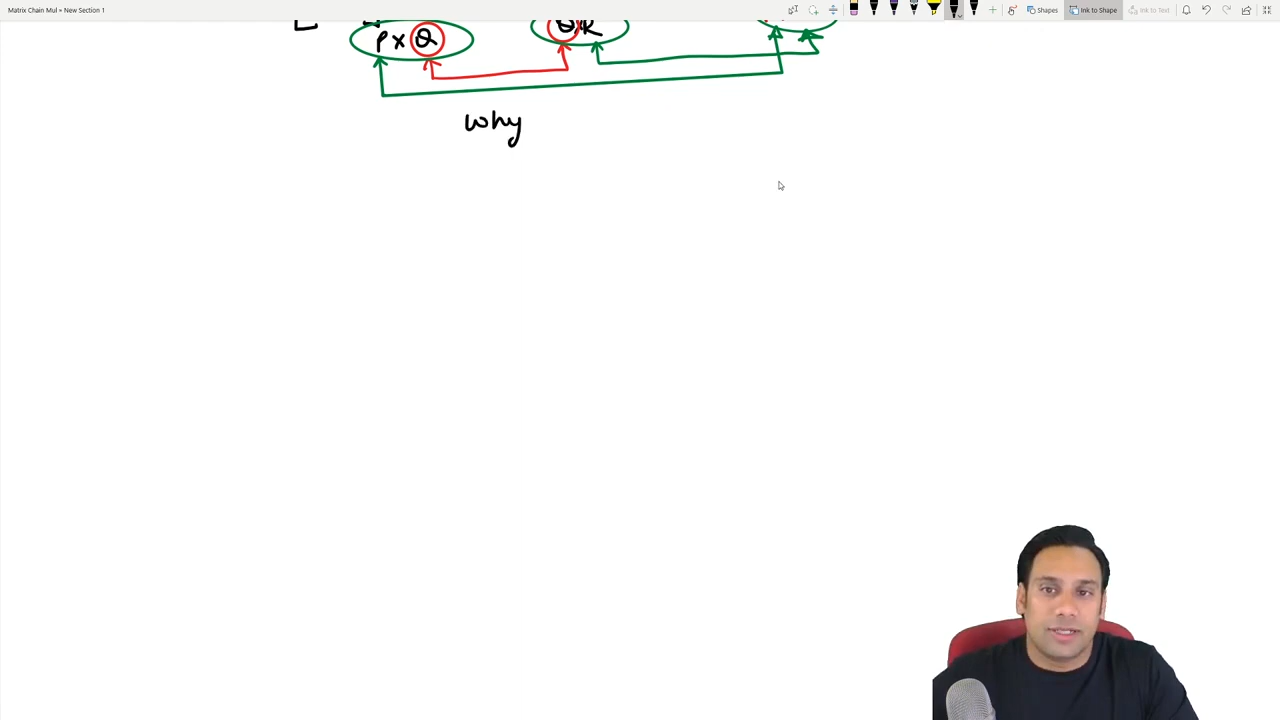 Matrix Chain Mul » New Section 1
Shapes
Ink to Shape
Ink to Text
P x Q
Q x R
why